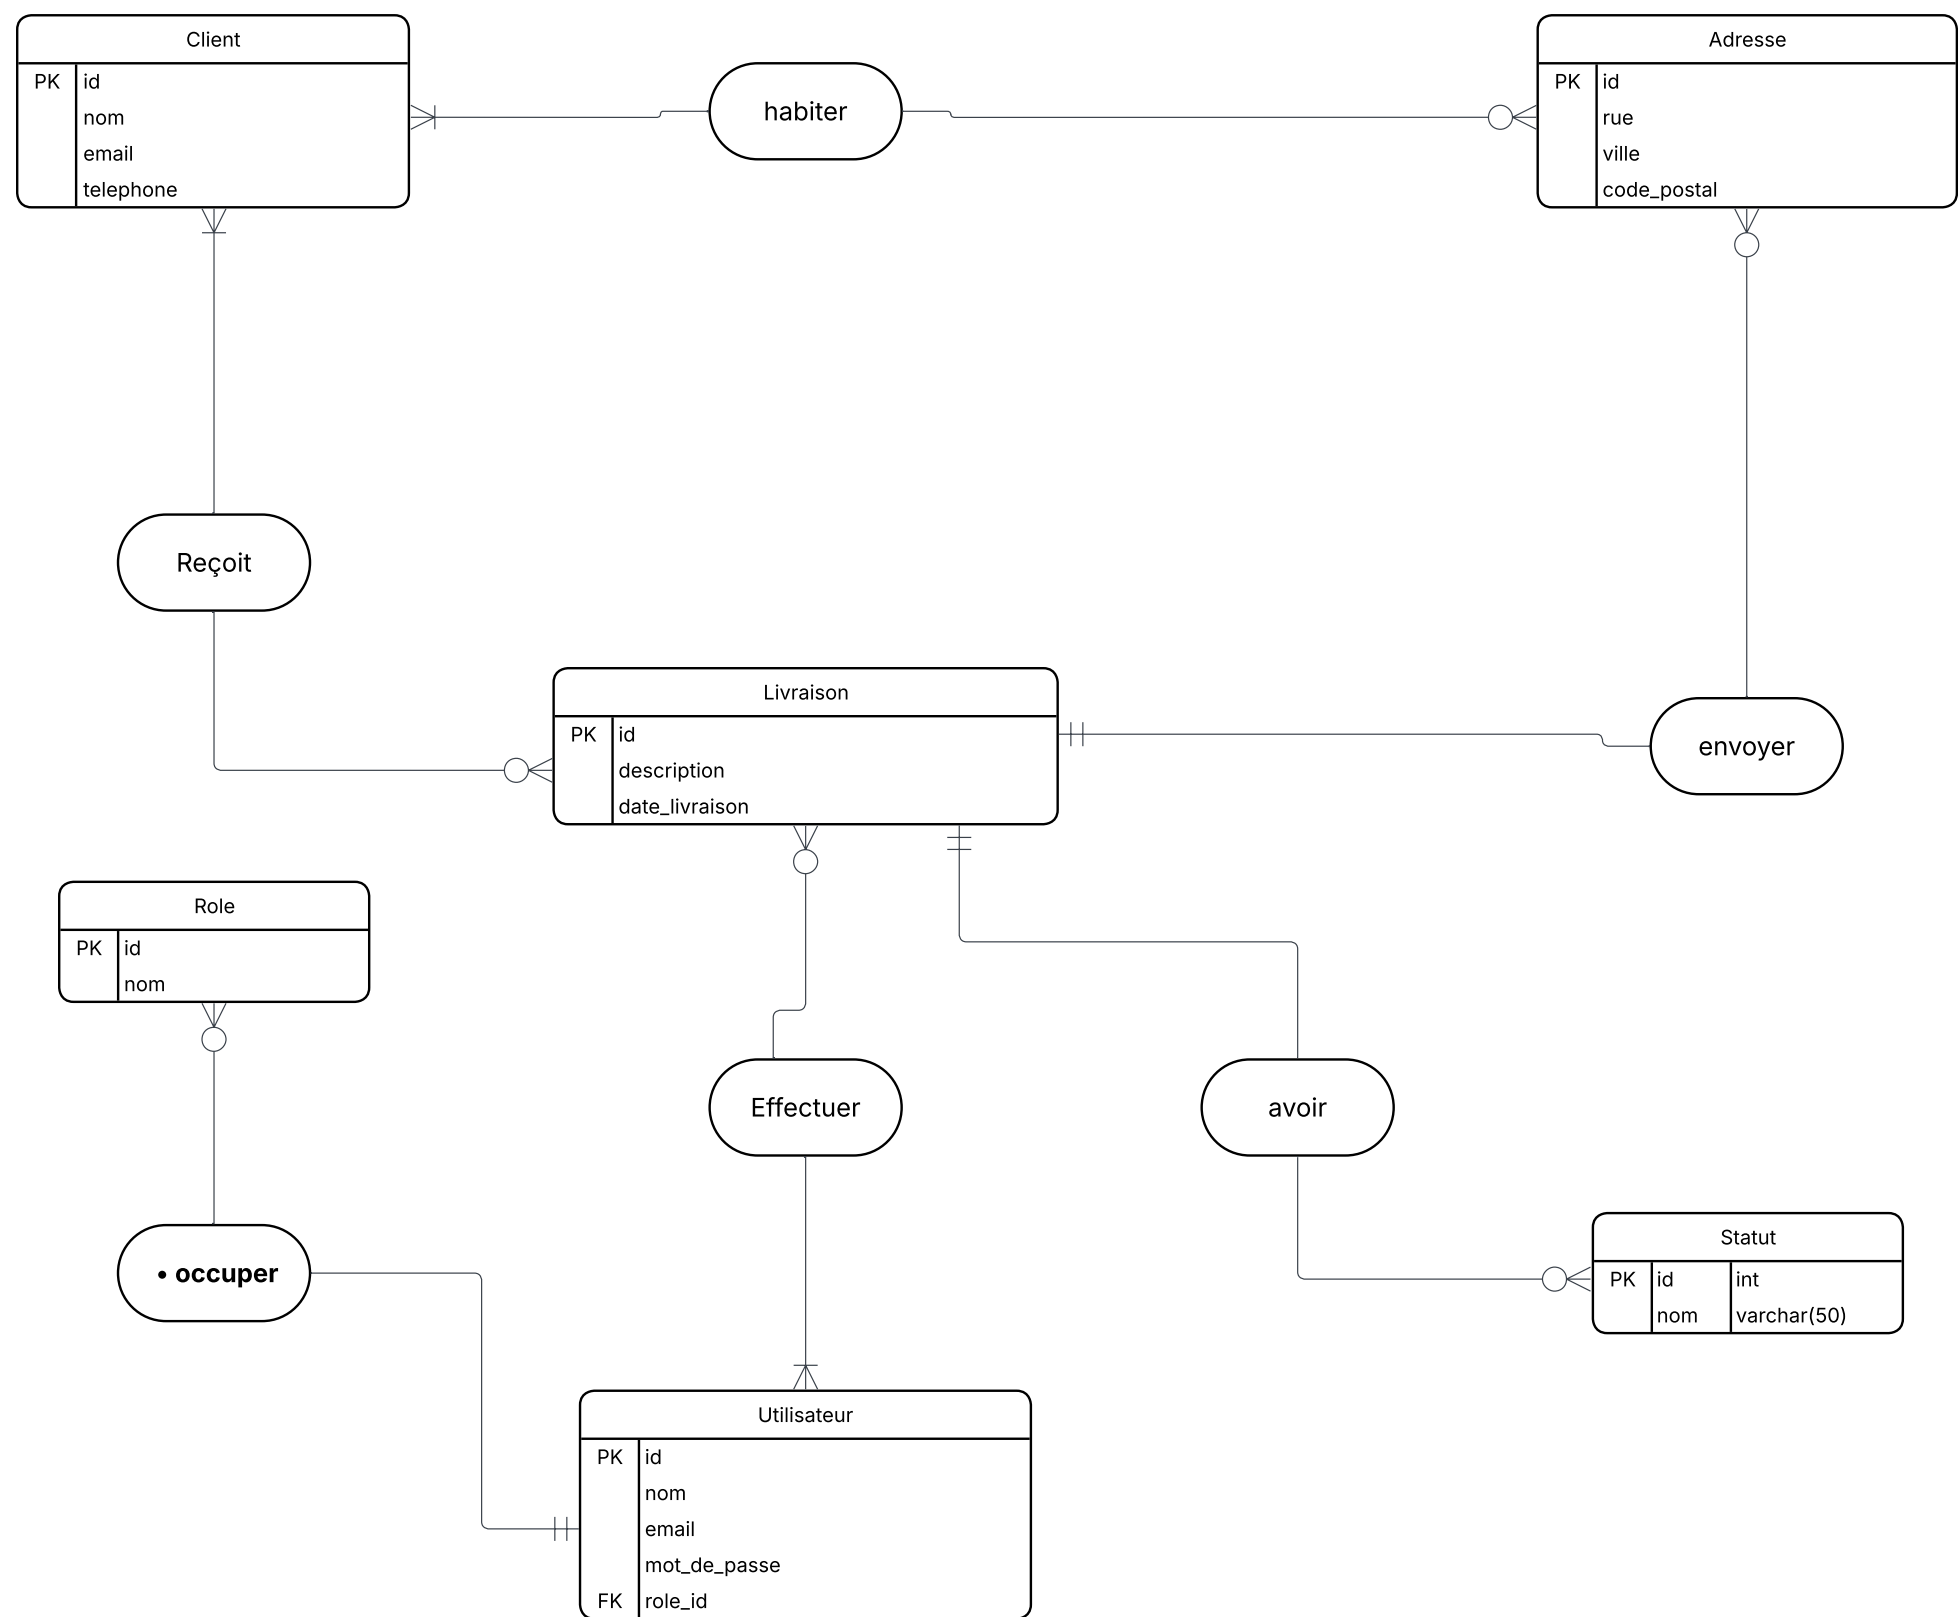 Client
PK id
nom
email
telephone
habiter
Adresse
PK id
rue
ville
code_postal
Reçoit
Livraison
PK id
description
date_livraison
envoyer
Role
PK id
nom
Effectuer
avoir
• occuper
Statut
PK id int
nom varchar(50)
Utilisateur
PK id
nom
email
mot_de_passe
FK role_id